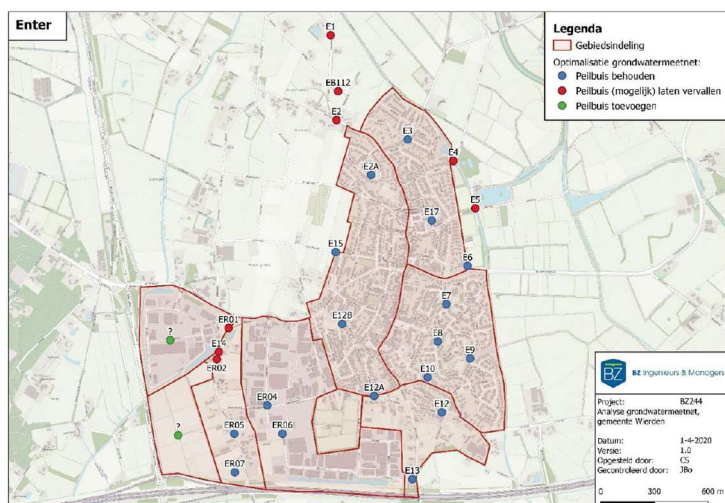 Enter
Legenda
Gebiedsindeling
Optimalisatie grondwatermeetnet:
Peilbuis behouden
Peilbuis (mogelijk) laten vervallen
Peilbuis toevoegen
E1
EB112
E2
E3
E4
E2A
E5
E17
E15
E6
E7
ER01
E12B
?
E14
E8
ER02
E9
E10
E12A
ER04
E12
?
ER05
ER06
ER07
E13
BZ
BZ Ingenieurs & Managers
Project: BZ244
Analyse grondwatermeetnet,
gemeente Wierden
Datum: 1-4-2020
Versie: 1.0
Opgesteld door: CS
Gecontroleerd door: JBo
0 300 600 m